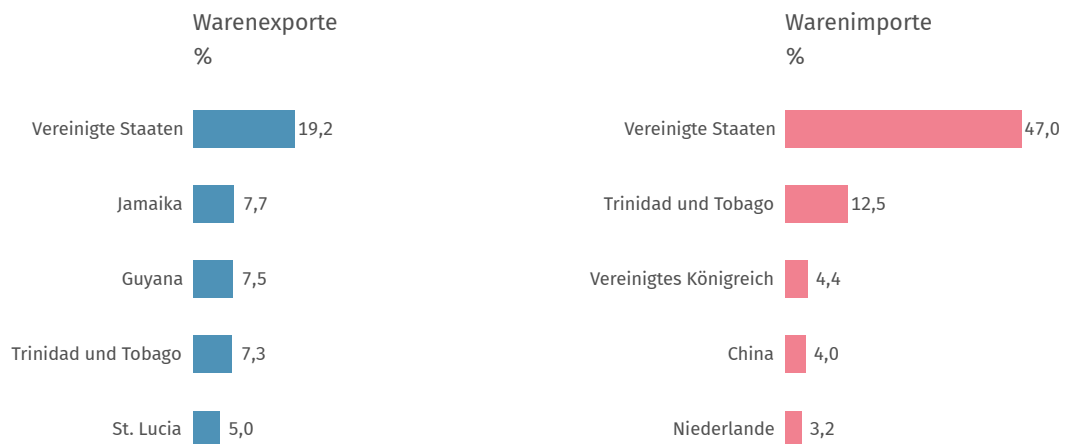 Warenexporte
%
Vereinigte Staaten 19,2
Jamaika 7,7
Guyana 7,5
Trinidad und Tobago 7,3
St. Lucia 5,0
Warenimporte
%
Vereinigte Staaten 47,0
Trinidad und Tobago 12,5
Vereinigtes Königreich 4,4
China 4,0
Niederlande 3,2